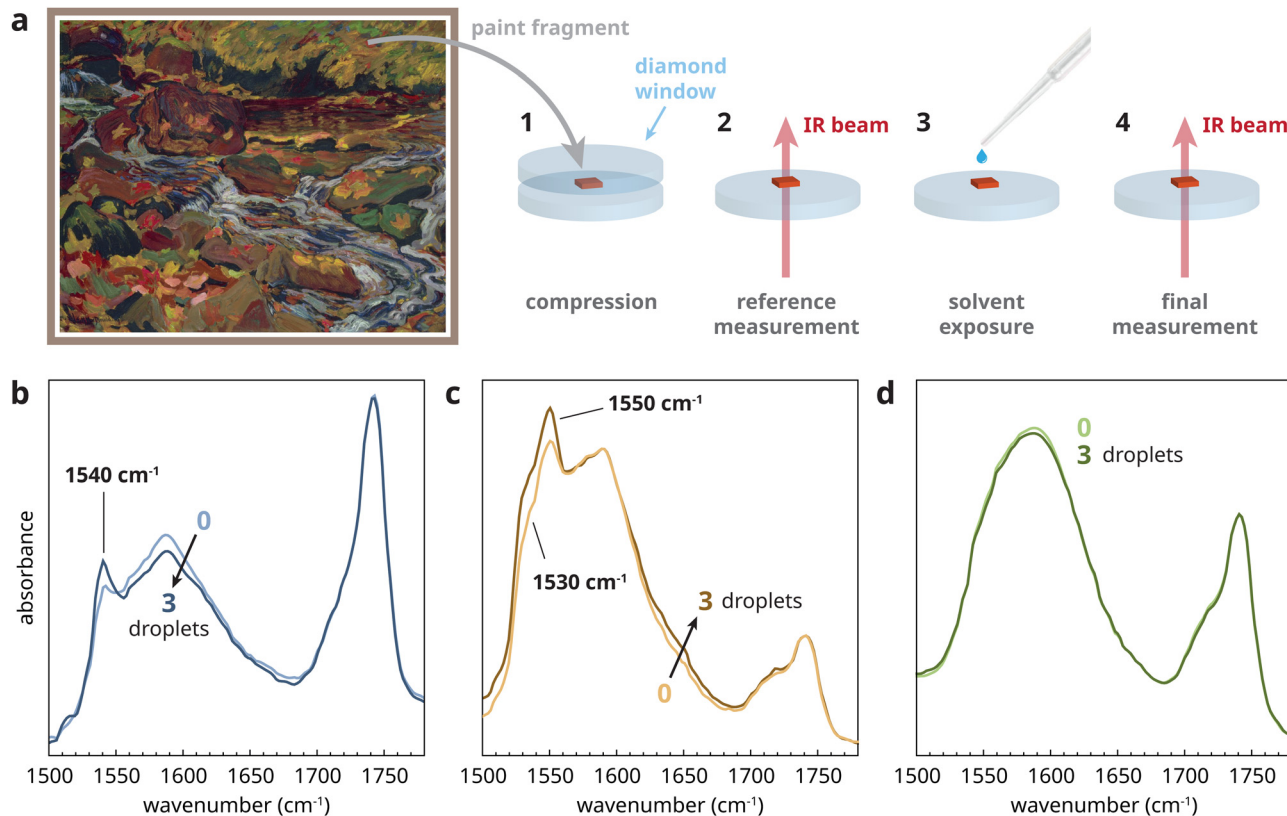 a
paint fragment
diamond
window
1
2
IR beam
3
4
IR beam
compression
reference
measurement
solvent
exposure
final
measurement
b
1540 cm⁻¹
0
3
droplets
absorbance
1500 1550 1600 1650 1700 1750
wavenumber (cm⁻¹)
c
1550 cm⁻¹
1530 cm⁻¹
3 droplets
0
1500 1550 1600 1650 1700 1750
wavenumber (cm⁻¹)
d
0
3 droplets
1500 1550 1600 1650 1700 1750
wavenumber (cm⁻¹)